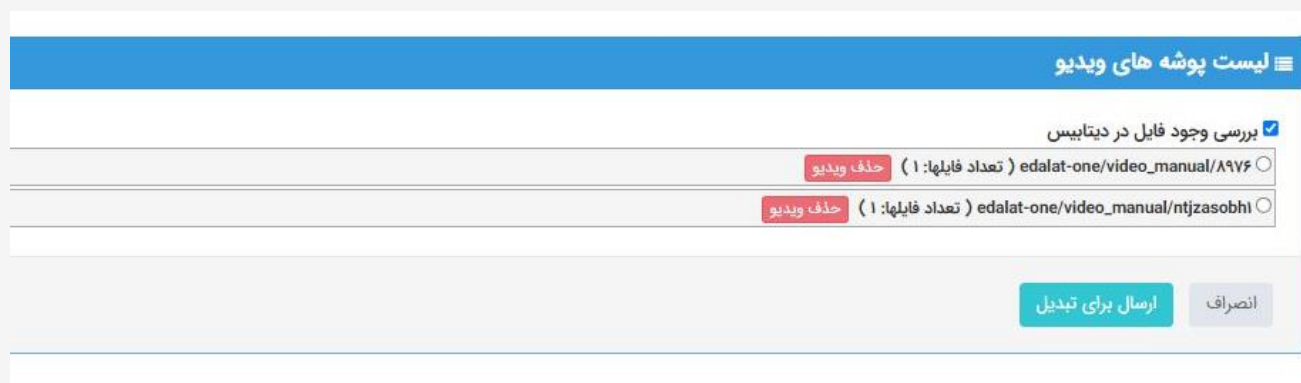 لیست پوشه های ویدیو
بررسی وجود فایل در دیتابیس
edalat-one/video_manual/۸۹۷۶ ( تعداد فایلها: ۱ ) حذف ویدیو
edalat-one/video_manual/ntjzasobh۱ ( تعداد فایلها: ۱ ) حذف ویدیو
انصراف ارسال برای تبدیل